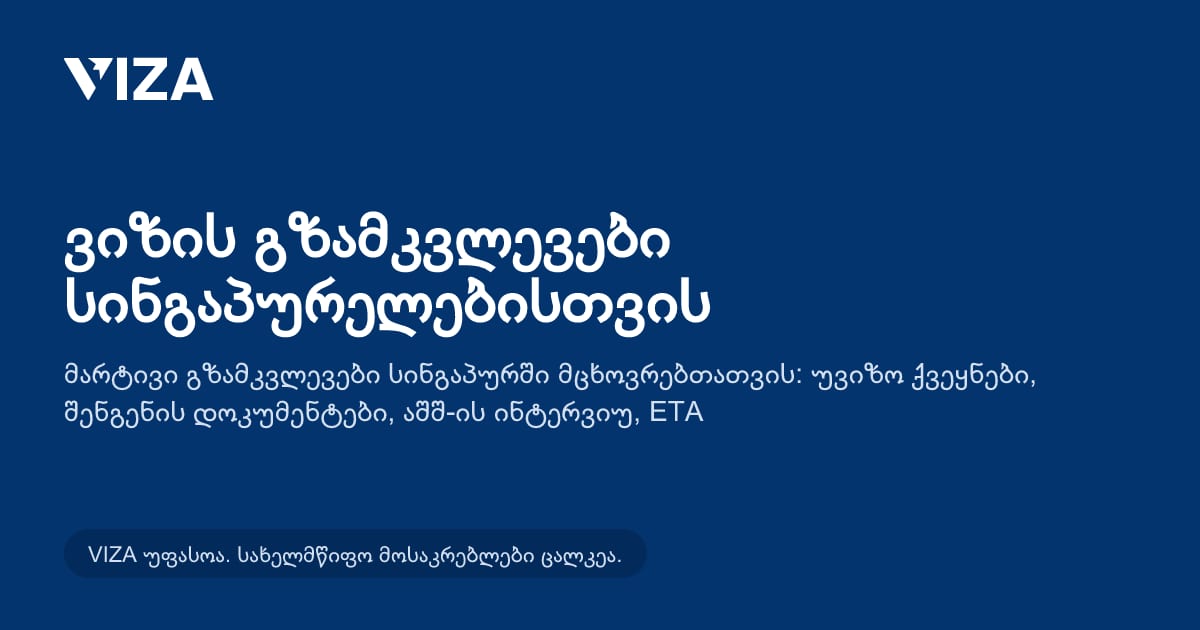 VIZA
ვიზის გზამკვლევები
სინგაპურელებისთვის
მარტივი გზამკვლევები სინგაპურში მცხოვრებთათვის: უვიზო ქვეყნები,
შენგენის დოკუმენტები, აშშ-ის ინტერვიუ, ETA
VIZA უფასოა. სახელმწიფო მოსაკრებლები ცალკეა.